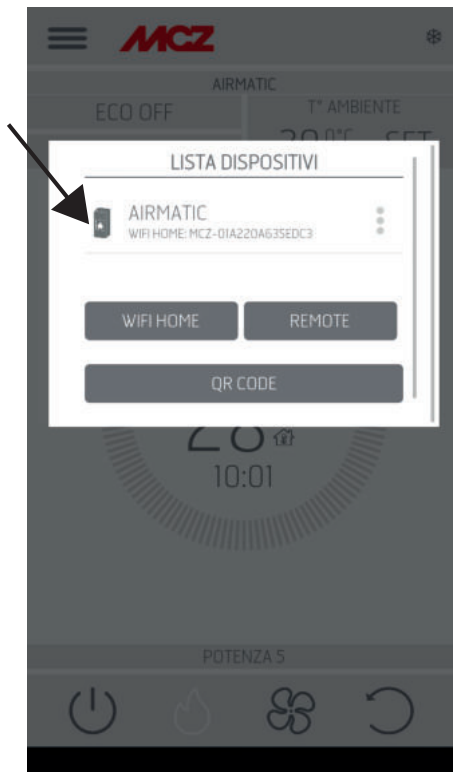 MCZ
AIRMATIC
ECO OFF
T° AMBIENTE
SET
LISTA DISPOSITIVI
AIRMATIC
WIFI HOME: MCZ-01A220A635EDC3
WIFI HOME
REMOTE
QR CODE
10:01
POTENZA 5